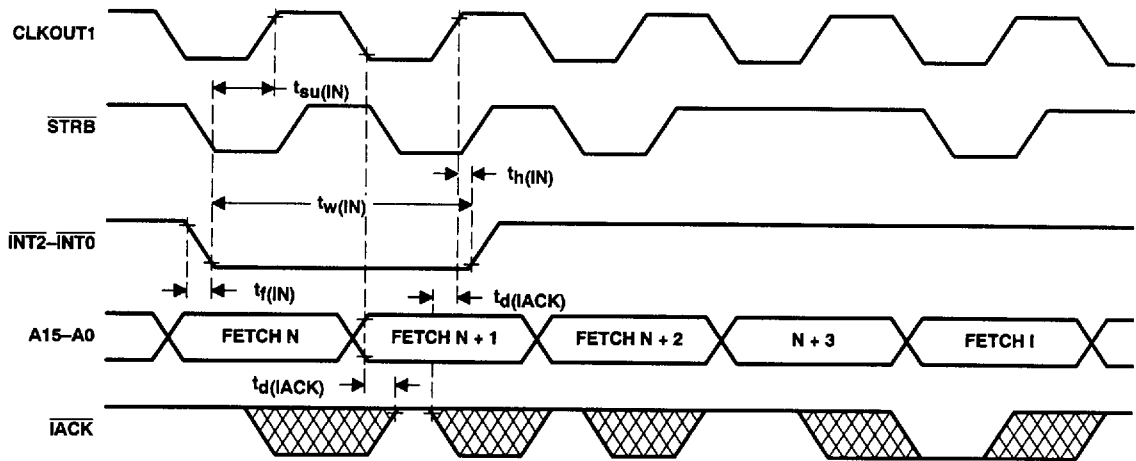 CLKOUT1
tsu(IN)
STRB
th(IN)
tw(IN)
INT2–INT0
tf(IN)
td(IACK)
A15–A0
FETCH N
FETCH N + 1
FETCH N + 2
N + 3
FETCH I
td(IACK)
IACK